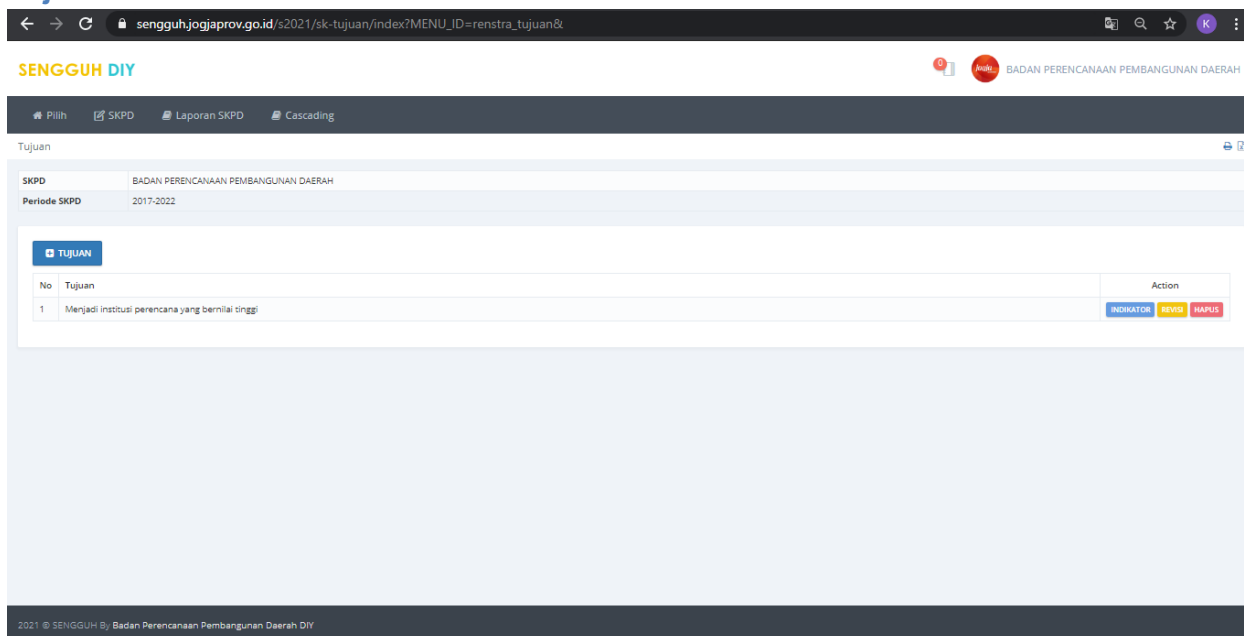 sengguh.jogjaprov.go.id/s2021/sk-tujuan/index?MENU_ID=renstra_tujuan&
K
SENGGUH DIY
0
jogja
BADAN PERENCANAAN PEMBANGUNAN DAERAH
Pilih SKPD Laporan SKPD Cascading
Tujuan
SKPD BADAN PERENCANAAN PEMBANGUNAN DAERAH
Periode SKPD 2017-2022
TUJUAN
No Tujuan Action
1 Menjadi institusi perencana yang bernilai tinggi INDIKATOR REVISI HAPUS
2021 © SENGGUH By Badan Perencanaan Pembangunan Daerah DIY